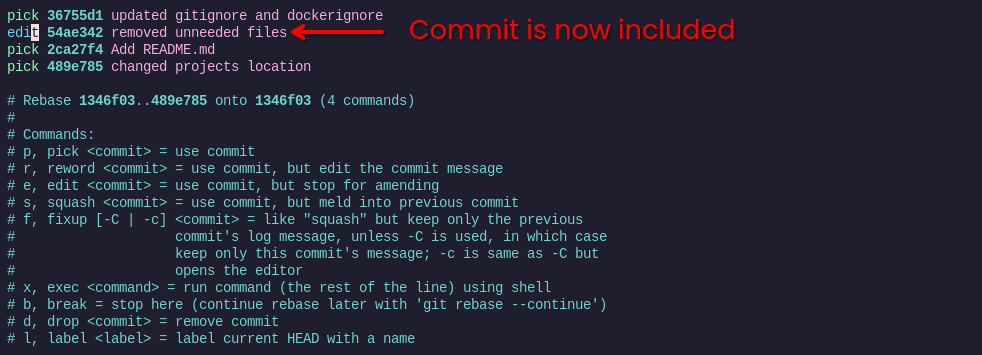 pick 36755d1 updated gitignore and dockerignore
edit 54ae342 removed unneeded files Commit is now included
pick 2ca27f4 Add README.md
pick 489e785 changed projects location
# Rebase 1346f03..489e785 onto 1346f03 (4 commands)
#
# Commands:
# p, pick <commit> = use commit
# r, reword <commit> = use commit, but edit the commit message
# e, edit <commit> = use commit, but stop for amending
# s, squash <commit> = use commit, but meld into previous commit
# f, fixup [-C | -c] <commit> = like "squash" but keep only the previous
#                    commit's log message, unless -C is used, in which case
#                    keep only this commit's message; -c is same as -C but
#                    opens the editor
# x, exec <command> = run command (the rest of the line) using shell
# b, break = stop here (continue rebase later with 'git rebase --continue')
# d, drop <commit> = remove commit
# l, label <label> = label current HEAD with a name